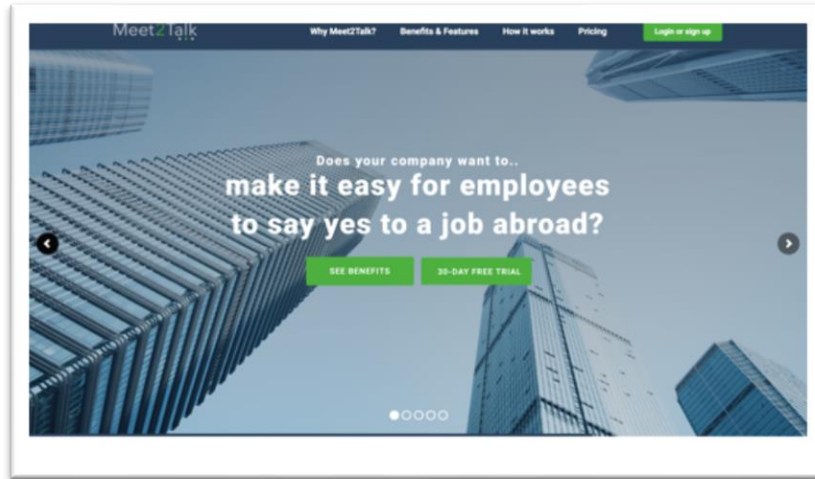 Meet2Talk
Why Meet2Talk? Benefits & Features How it works Pricing Login or sign up
Does your company want to..
make it easy for employees
to say yes to a job abroad?
SEE BENEFITS 30-DAY FREE TRIAL